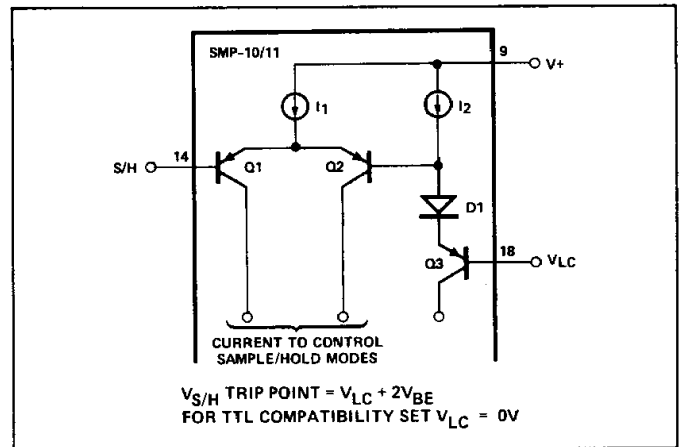 SMP-10/11
9
V+
I1
I2
14
S/H
Q1
Q2
D1
18
Q3
VLC
CURRENT TO CONTROL
SAMPLE/HOLD MODES
VS/H TRIP POINT = VLC + 2VBE
FOR TTL COMPATIBILITY SET VLC = 0V